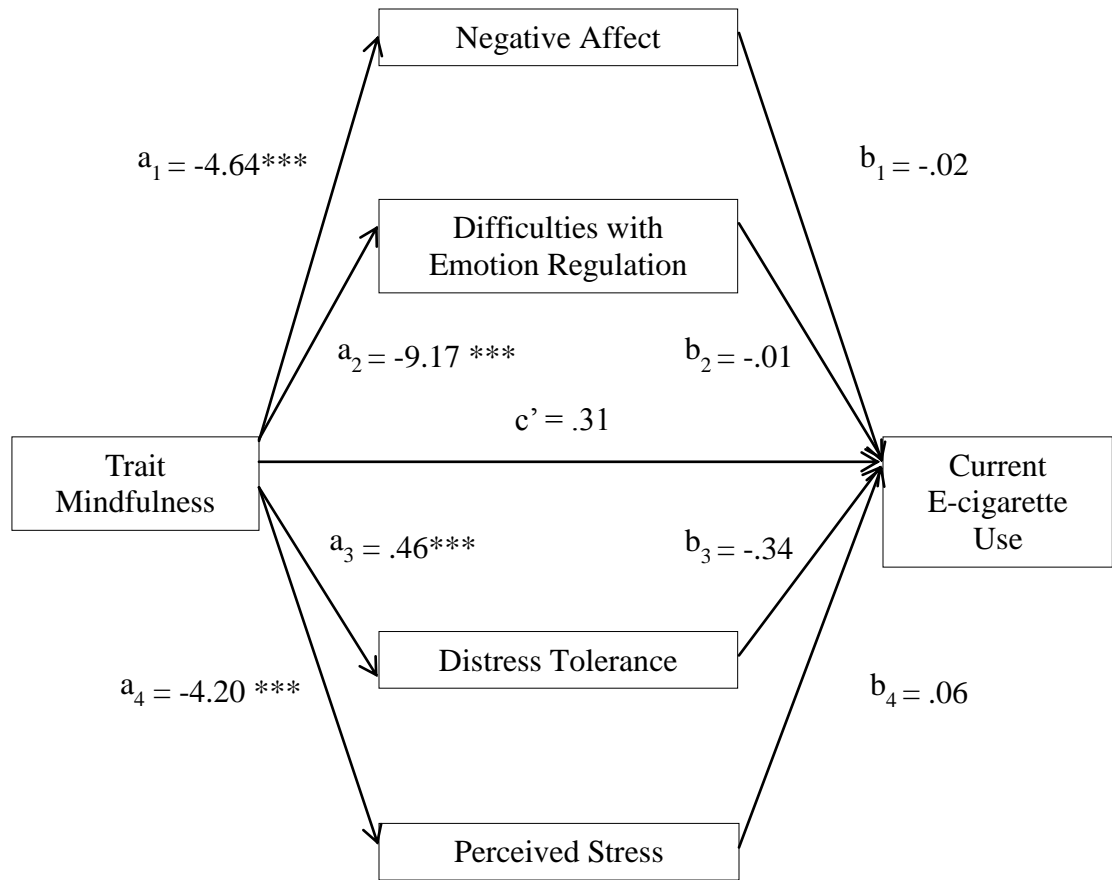 Negative Affect
a₁ = -4.64***
b₁ = -.02
Difficulties with
Emotion Regulation
a₂ = -9.17 ***
b₂ = -.01
c’ = .31
Trait
Mindfulness
Current
E-cigarette
Use
a₃ = .46***
b₃ = -.34
Distress Tolerance
a₄ = -4.20 ***
b₄ = .06
Perceived Stress